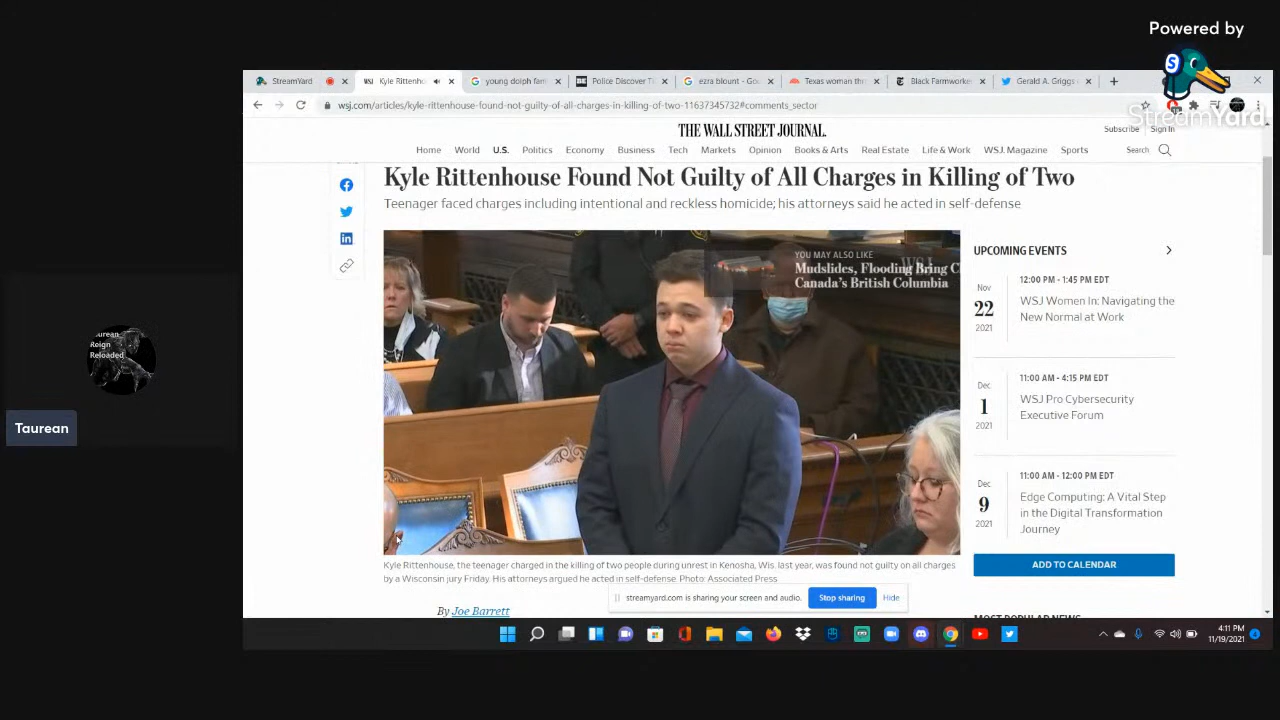 Powered by
StreamYard
StreamYard
Kyle Rittenho
young dolph fam
Police Discover T
ezra blount - Go
Texas woman thr
Black Farmworke
Gerald A. Griggs
wsj.com/articles/kyle-rittenhouse-found-not-guilty-of-all-charges-in-killing-of-two-11637345732#comments_sector
THE WALL STREET JOURNAL.
Subscribe Sign In
Home World U.S. Politics Economy Business Tech Markets Opinion Books & Arts Real Estate Life & Work WSJ. Magazine Sports Search
Kyle Rittenhouse Found Not Guilty of All Charges in Killing of Two
Teenager faced charges including intentional and reckless homicide; his attorneys said he acted in self-defense
YOU MAY ALSO LIKE
Mudslides, Flooding Bring C
Canada's British Columbia
WSJ
UPCOMING EVENTS
Nov
22
2021
12:00 PM - 1:45 PM EDT
WSJ Women In: Navigating the
New Normal at Work
Dec
1
2021
11:00 AM - 4:15 PM EDT
WSJ Pro Cybersecurity
Executive Forum
Dec
9
2021
11:00 AM - 12:00 PM EDT
Edge Computing: A Vital Step
in the Digital Transformation
Journey
ADD TO CALENDAR
MOST POPULAR NEWS
Kyle Rittenhouse, the teenager charged in the killing of two people during unrest in Kenosha, Wis. last year, was found not guilty on all charges
by a Wisconsin jury Friday. His attorneys argued he acted in self-defense. Photo: Associated Press
By Joe Barrett
streamyard.com is sharing your screen and audio.
Stop sharing
Hide
4:11 PM
11/19/2021
Taurean
Reign
Reloaded
Taurean